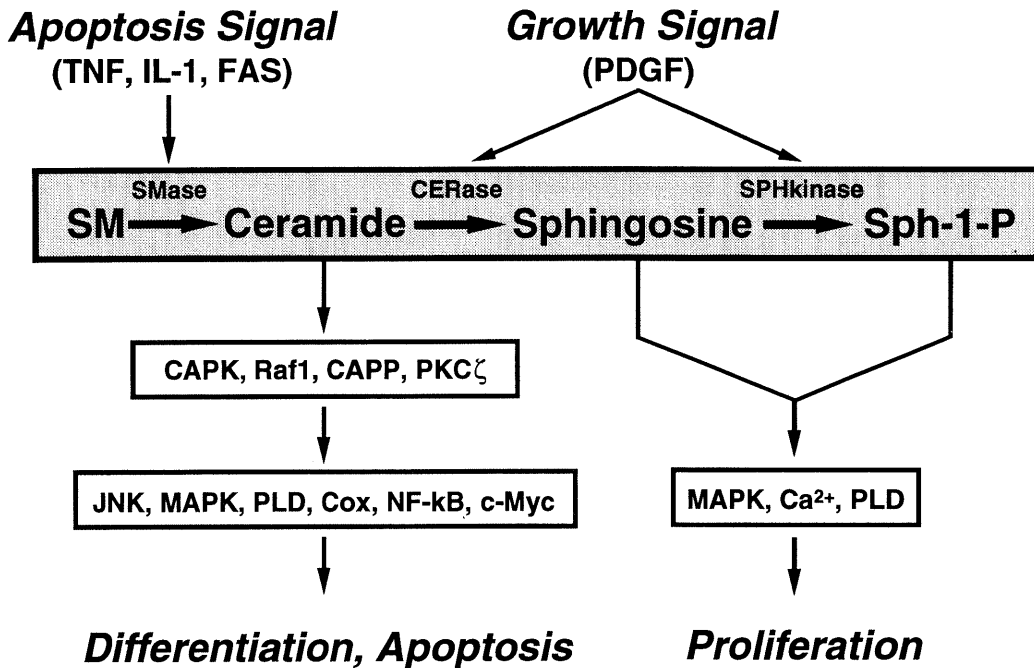 Apoptosis Signal
(TNF, IL-1, FAS)
Growth Signal
(PDGF)
SMase
CERase
SPHkinase
SM Ceramide Sphingosine Sph-1-P
CAPK, Raf1, CAPP, PKCζ
JNK, MAPK, PLD, Cox, NF-kB, c-Myc
MAPK, Ca²⁺, PLD
Differentiation, Apoptosis
Proliferation